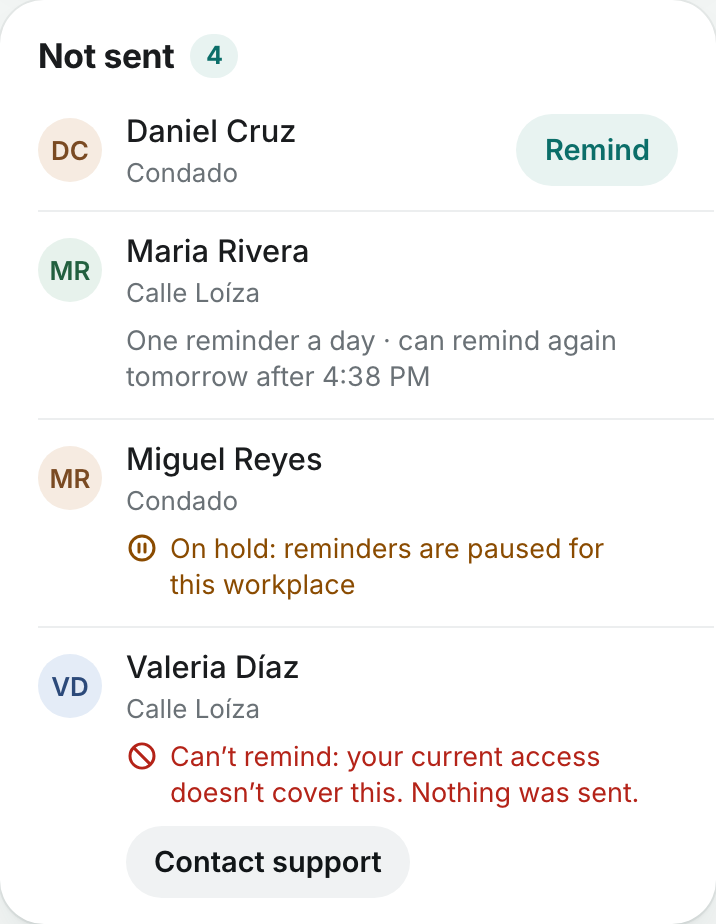 Not sent 4
DC Daniel Cruz Remind
Condado
MR Maria Rivera
Calle Loíza
One reminder a day · can remind again
tomorrow after 4:38 PM
MR Miguel Reyes
Condado
On hold: reminders are paused for
this workplace
VD Valeria Díaz
Calle Loíza
Can’t remind: your current access
doesn’t cover this. Nothing was sent.
Contact support